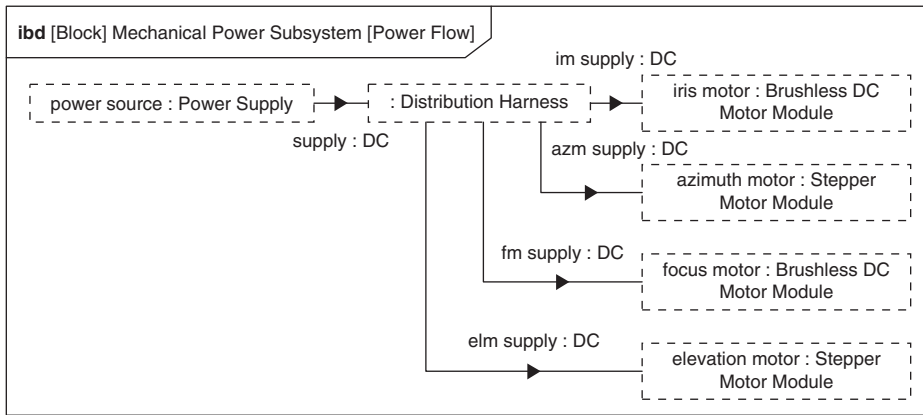 ibd [Block] Mechanical Power Subsystem [Power Flow]
im supply : DC
power source : Power Supply
: Distribution Harness
iris motor : Brushless DC
Motor Module
supply : DC
azm supply : DC
azimuth motor : Stepper
Motor Module
fm supply : DC
focus motor : Brushless DC
Motor Module
elm supply : DC
elevation motor : Stepper
Motor Module